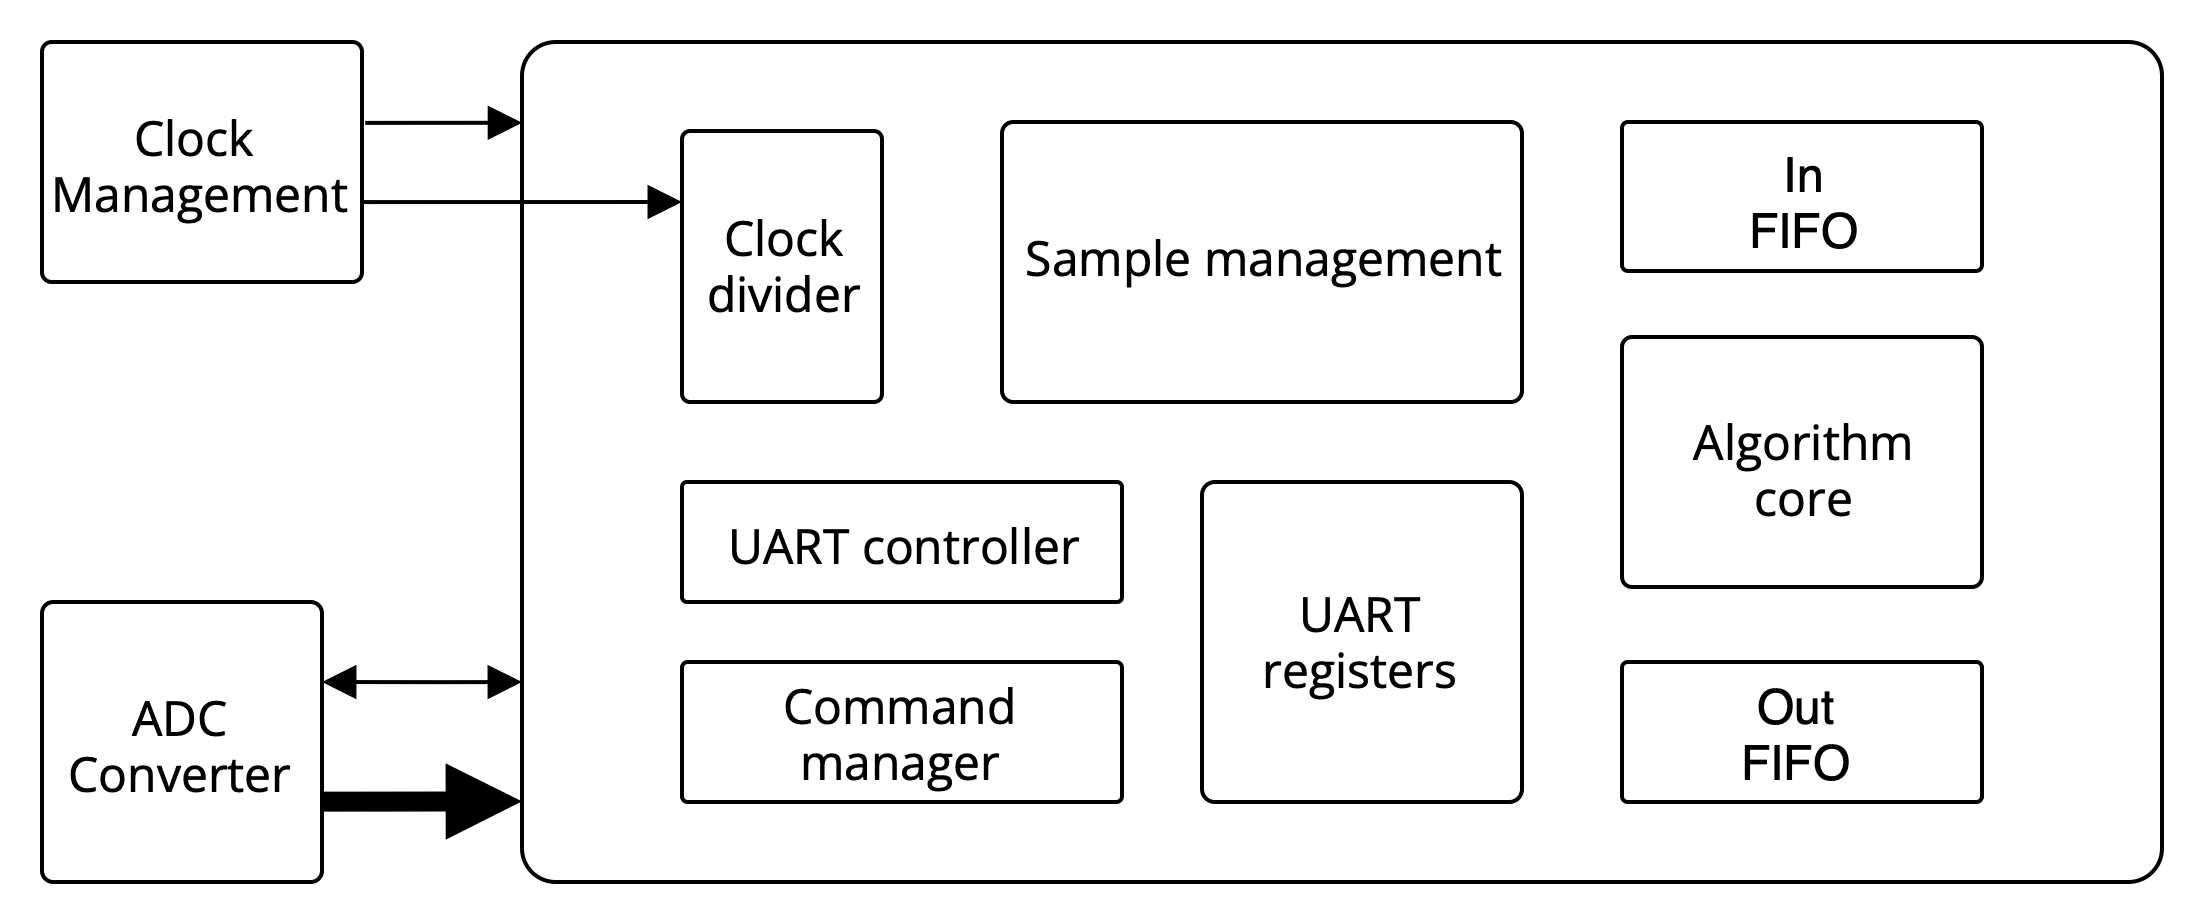 Clock
Management
Clock
divider
Sample management
In
FIFO
Algorithm
core
UART controller
UART
registers
Command
manager
Out
FIFO
ADC
Converter